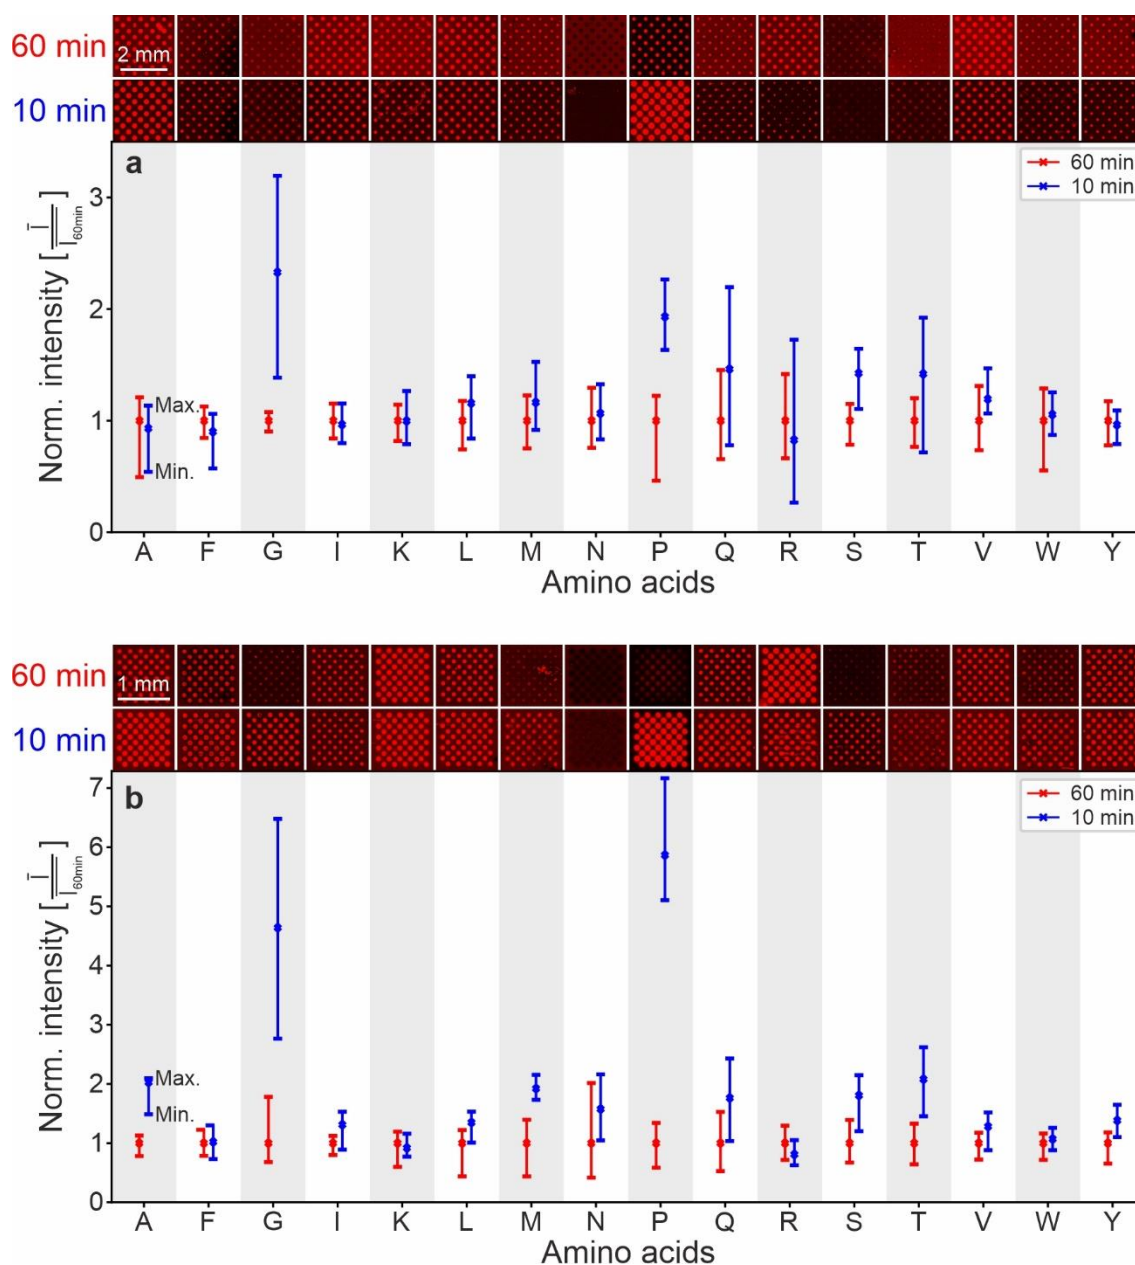 60 min
2 mm
10 min
a
60 min
10 min
3
2
1
0
Max.
Min.
Norm. intensity [ I / I 60min ]
A F G I K L M N P Q R S T V W Y
Amino acids
60 min
1 mm
10 min
b
60 min
10 min
7
6
5
4
3
2
1
0
Max.
Min.
Norm. intensity [ I / I 60min ]
A F G I K L M N P Q R S T V W Y
Amino acids